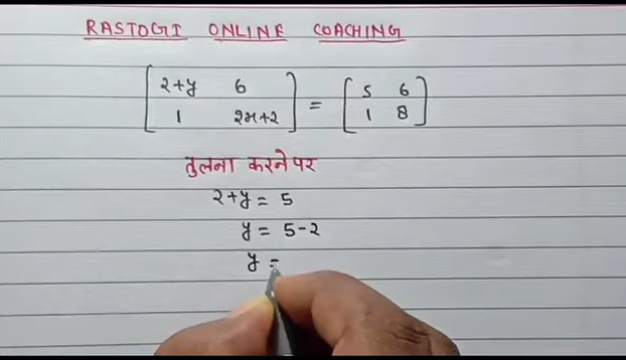 RASTOGI ONLINE COACHING
[2+y 6] = [5 6]
[1 2x+2] [1 8]
तुलना करने पर
2+y = 5
y = 5-2
y =